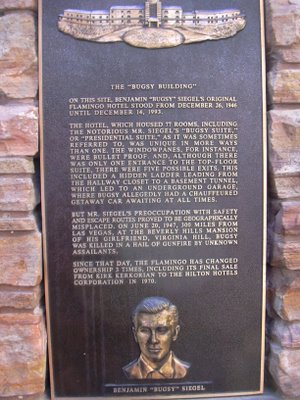 THE "BUGSY BUILDING"
ON THIS SITE, BENJAMIN "BUGSY" SIEGEL'S ORIGINAL
FLAMINGO HOTEL STOOD FROM DECEMBER 26, 1946
UNTIL DECEMBER 14, 1993.
THE HOTEL, WHICH HOUSED 77 ROOMS, INCLUDING
THE NOTORIOUS MR. SIEGEL'S "BUGSY SUITE,"
OR "PRESIDENTIAL SUITE," AS IT WAS SOMETIMES
REFERRED TO, WAS UNIQUE IN MORE WAYS
THAN ONE. THE WINDOWPANES, FOR INSTANCE,
WERE BULLET PROOF. AND, ALTHOUGH THERE
WAS ONLY ONE ENTRANCE TO THE TOP-FLOOR
SUITE, THERE WERE FIVE POSSIBLE EXITS. THIS
INCLUDED A HIDDEN LADDER LEADING FROM
THE HALLWAY CLOSET TO A BASEMENT TUNNEL,
WHICH LED TO AN UNDERGROUND GARAGE,
WHERE BUGSY ALLEGEDLY HAD A CHAUFFEURED
GETAWAY CAR AWAITING AT ALL TIMES.
BUT MR. SIEGEL'S PREOCCUPATION WITH SAFETY
AND ESCAPE ROUTES PROVED TO BE GEOGRAPHICALLY
MISPLACED. ON JUNE 20, 1947, 300 MILES FROM
LAS VEGAS, AT THE BEVERLY HILLS MANSION
OF HIS GIRLFRIEND, VIRGINIA HILL, BUGSY
WAS KILLED IN A HAIL OF GUNFIRE BY UNKNOWN
ASSAILANTS.
SINCE THAT DAY, THE FLAMINGO HAS CHANGED
OWNERSHIP 5 TIMES, INCLUDING ITS FINAL SALE
FROM KIRK KERKORIAN TO THE HILTON HOTELS
CORPORATION IN 1970.
BENJAMIN "BUGSY" SIEGEL